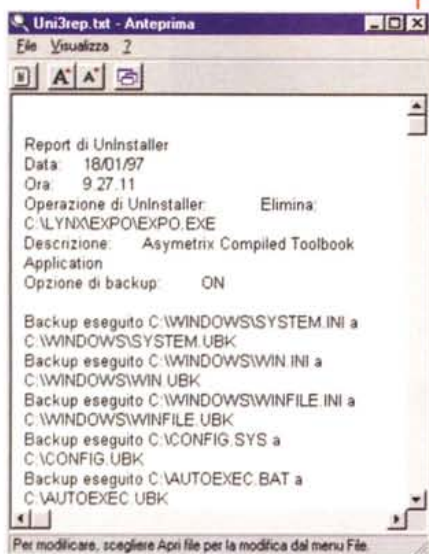 Uni3rep.txt - Anteprima
File Visualizza ?
A A
Report di UnInstaller
Data: 18/01/97
Ora: 9.27.11
Operazione di UnInstaller: Elimina:
C:\LYNX\EXPO\EXPO.EXE
Descrizione: Asymetrix Compiled Toolbook
Application
Opzione di backup: ON
Backup eseguito C:\WINDOWS\SYSTEM.INI a
C:\WINDOWS\SYSTEM.UBK
Backup eseguito C:\WINDOWS\WIN.INI a
C:\WINDOWS\WIN.UBK
Backup eseguito C:\WINDOWS\WINFILE.INI a
C:\WINDOWS\WINFILE.UBK
Backup eseguito C:\CONFIG.SYS a
C:\CONFIG.UBK
Backup eseguito C:\AUTOEXEC.BAT a
C:\AUTOEXEC.UBK
Per modificare, scegliere Apri file per la modifica dal menu File.